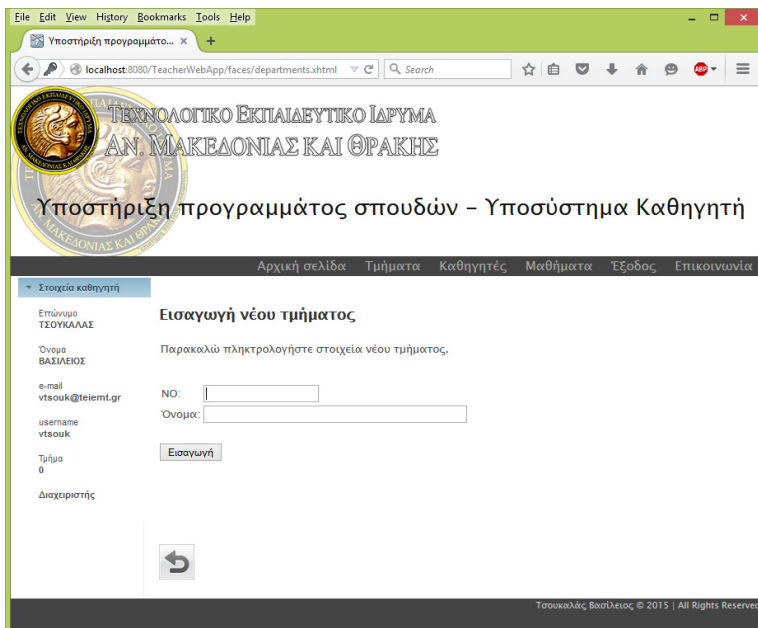 File Edit View History Bookmarks Tools Help
Υποστήριξη προγραμμάτο... × +
localhost:8080/TeacherWebApp/faces/departments.xhtml Search ABP
ΤΕΧΝΟΛΟΓΙΚΟ ΕΚΠΑΙΔΕΥΤΙΚΟ ΙΔΡΥΜΑ
ΑΝ. ΜΑΚΕΔΟΝΙΑΣ ΚΑΙ ΘΡΑΚΗΣ
Υποστήριξη προγραμμάτος σπουδών – Υποσύστημα Καθηγητή
Αρχική σελίδα Τμήματα Καθηγητές Μαθήματα Έξοδος Επικοινωνία
Στοιχεία καθηγητή
Επώνυμο
ΤΣΟΥΚΑΛΑΣ
Όνομα
ΒΑΣΙΛΕΙΟΣ
e-mail
vtsouk@teiemt.gr
username
vtsouk
Τμήμα
0
Διαχειριστής
Εισαγωγή νέου τμήματος
Παρακαλώ πληκτρολογήστε στοιχεία νέου τμήματος.
NO:
Όνομα:
Εισαγωγή
Τσουκαλάς Βασίλειος © 2015 | All Rights Reserved